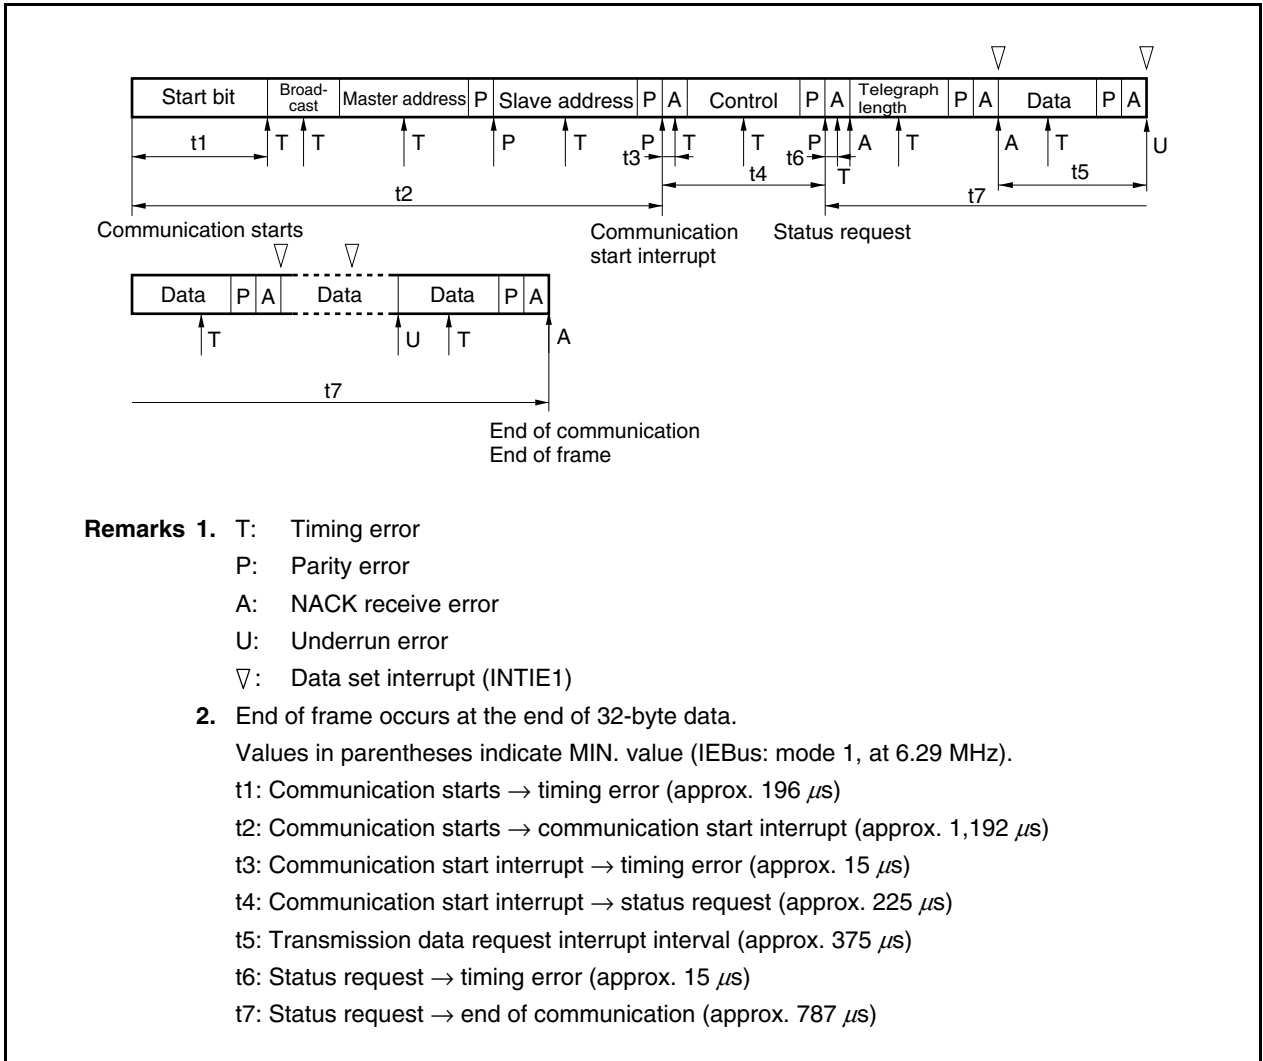 Start bit Broad- cast Master address P Slave address P A Control P A Telegraph length P A Data P A
t1 T T T P T P T T P A T A T U
t3 t6
T
t4 t5
t2 t7
Communication starts Communication start interrupt Status request
Data P A Data Data P A
T U T A
t7
End of communication
End of frame
Remarks 1. T: Timing error
P: Parity error
A: NACK receive error
U: Underrun error
▽: Data set interrupt (INTIE1)
2. End of frame occurs at the end of 32-byte data.
Values in parentheses indicate MIN. value (IEBus: mode 1, at 6.29 MHz).
t1: Communication starts → timing error (approx. 196 μs)
t2: Communication starts → communication start interrupt (approx. 1,192 μs)
t3: Communication start interrupt → timing error (approx. 15 μs)
t4: Communication start interrupt → status request (approx. 225 μs)
t5: Transmission data request interrupt interval (approx. 375 μs)
t6: Status request → timing error (approx. 15 μs)
t7: Status request → end of communication (approx. 787 μs)